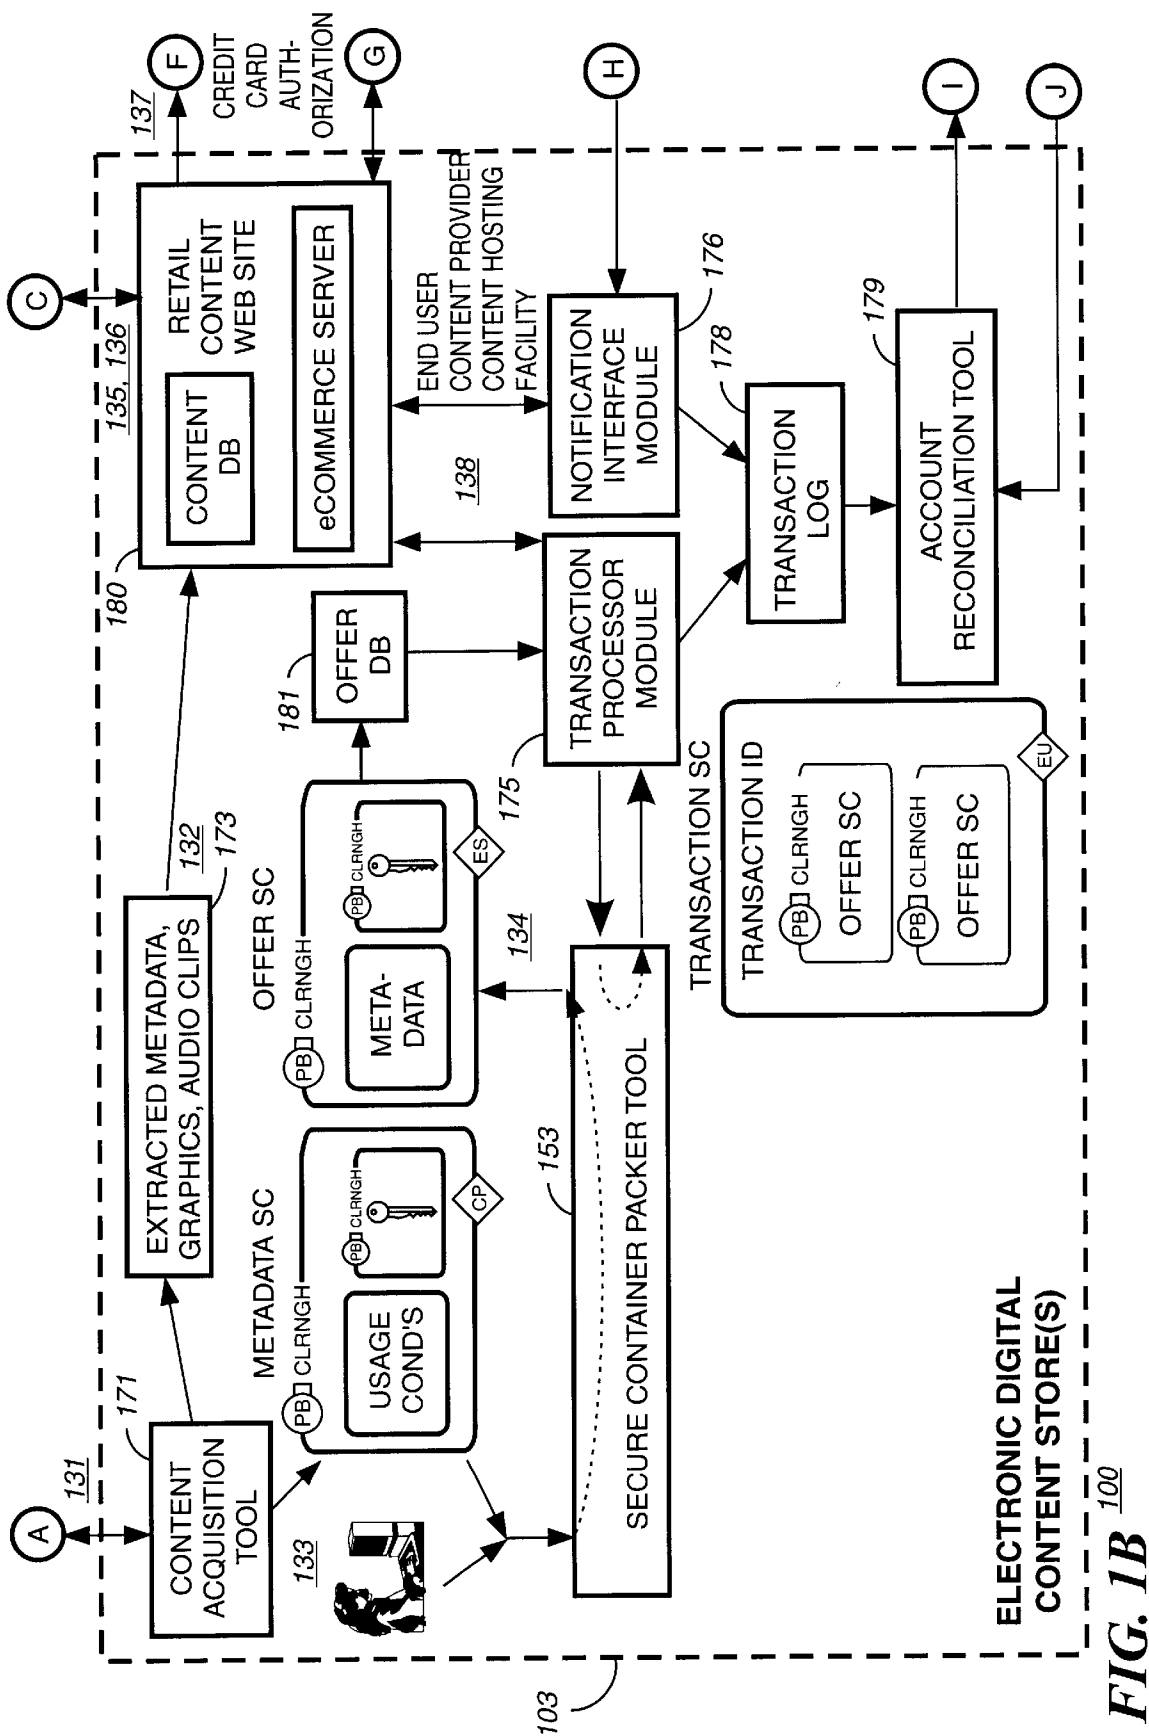 A
131
CONTENT
ACQUISITION
TOOL
171
EXTRACTED METADATA,
GRAPHICS, AUDIO CLIPS
132
173
C
135, 136
180
CONTENT
DB
RETAIL
CONTENT
WEB SITE
eCOMMERCE SERVER
137
F
CREDIT
CARD
AUTH-
ORIZATION
G
133
METADATA SC
PB CLRNGH
USAGE
COND'S
PB CLRNGH
CP
OFFER SC
PB CLRNGH
META-
DATA
PB CLRNGH
ES
134
181
OFFER
DB
138
END USER
CONTENT PROVIDER
CONTENT HOSTING
FACILITY
153
SECURE CONTAINER PACKER TOOL
175
TRANSACTION
PROCESSOR
MODULE
NOTIFICATION
INTERFACE
MODULE
176
H
TRANSACTION SC
TRANSACTION ID
PB CLRNGH
OFFER SC
PB CLRNGH
OFFER SC
EU
TRANSACTION
LOG
178
ACCOUNT
RECONCILIATION TOOL
179
I
J
ELECTRONIC DIGITAL
CONTENT STORE(S)
103
FIG. 1B
100